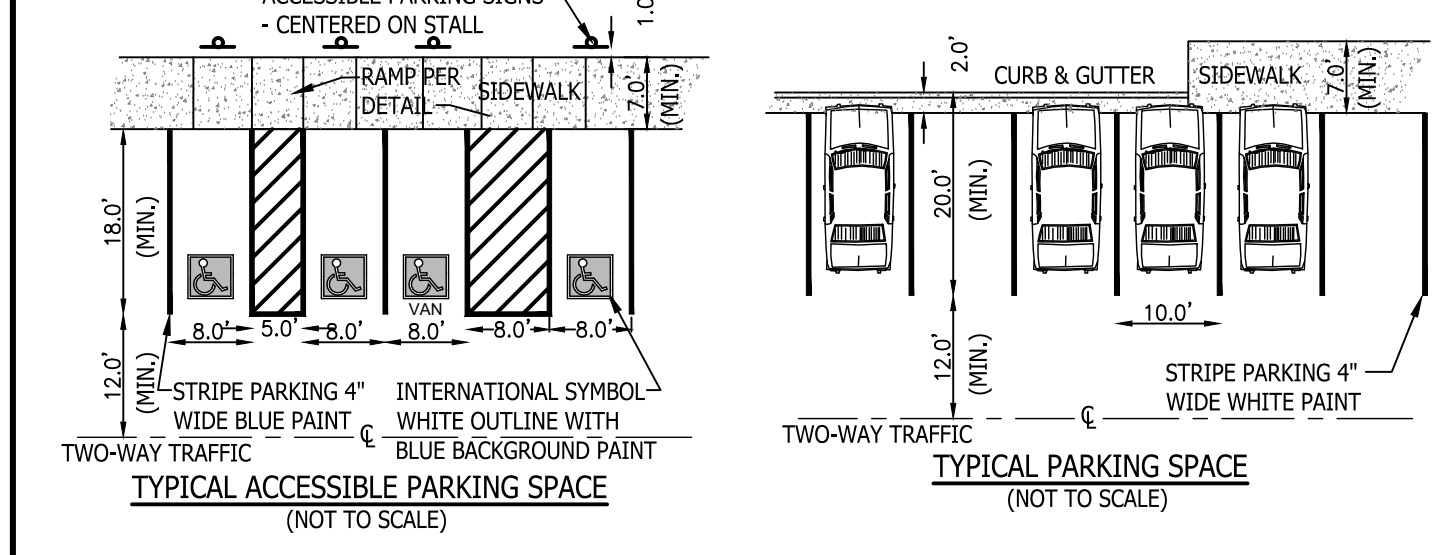 ACCESSIBLE PARKING SIGNS
- CENTERED ON STALL
RAMP PER
DETAIL
SIDEWALK
7.0'
(MIN.)
18.0'
(MIN.)
VAN
8.0'
5.0'
8.0'
8.0'
8.0'
8.0'
12.0'
(MIN.)
STRIPE PARKING 4"
WIDE BLUE PAINT
INTERNATIONAL SYMBOL
WHITE OUTLINE WITH
BLUE BACKGROUND PAINT
℄
TWO-WAY TRAFFIC
TYPICAL ACCESSIBLE PARKING SPACE
(NOT TO SCALE)
2.0'
CURB & GUTTER
SIDEWALK
7.0'
(MIN.)
20.0'
(MIN.)
10.0'
12.0'
(MIN.)
STRIPE PARKING 4"
WIDE WHITE PAINT
℄
TWO-WAY TRAFFIC
TYPICAL PARKING SPACE
(NOT TO SCALE)